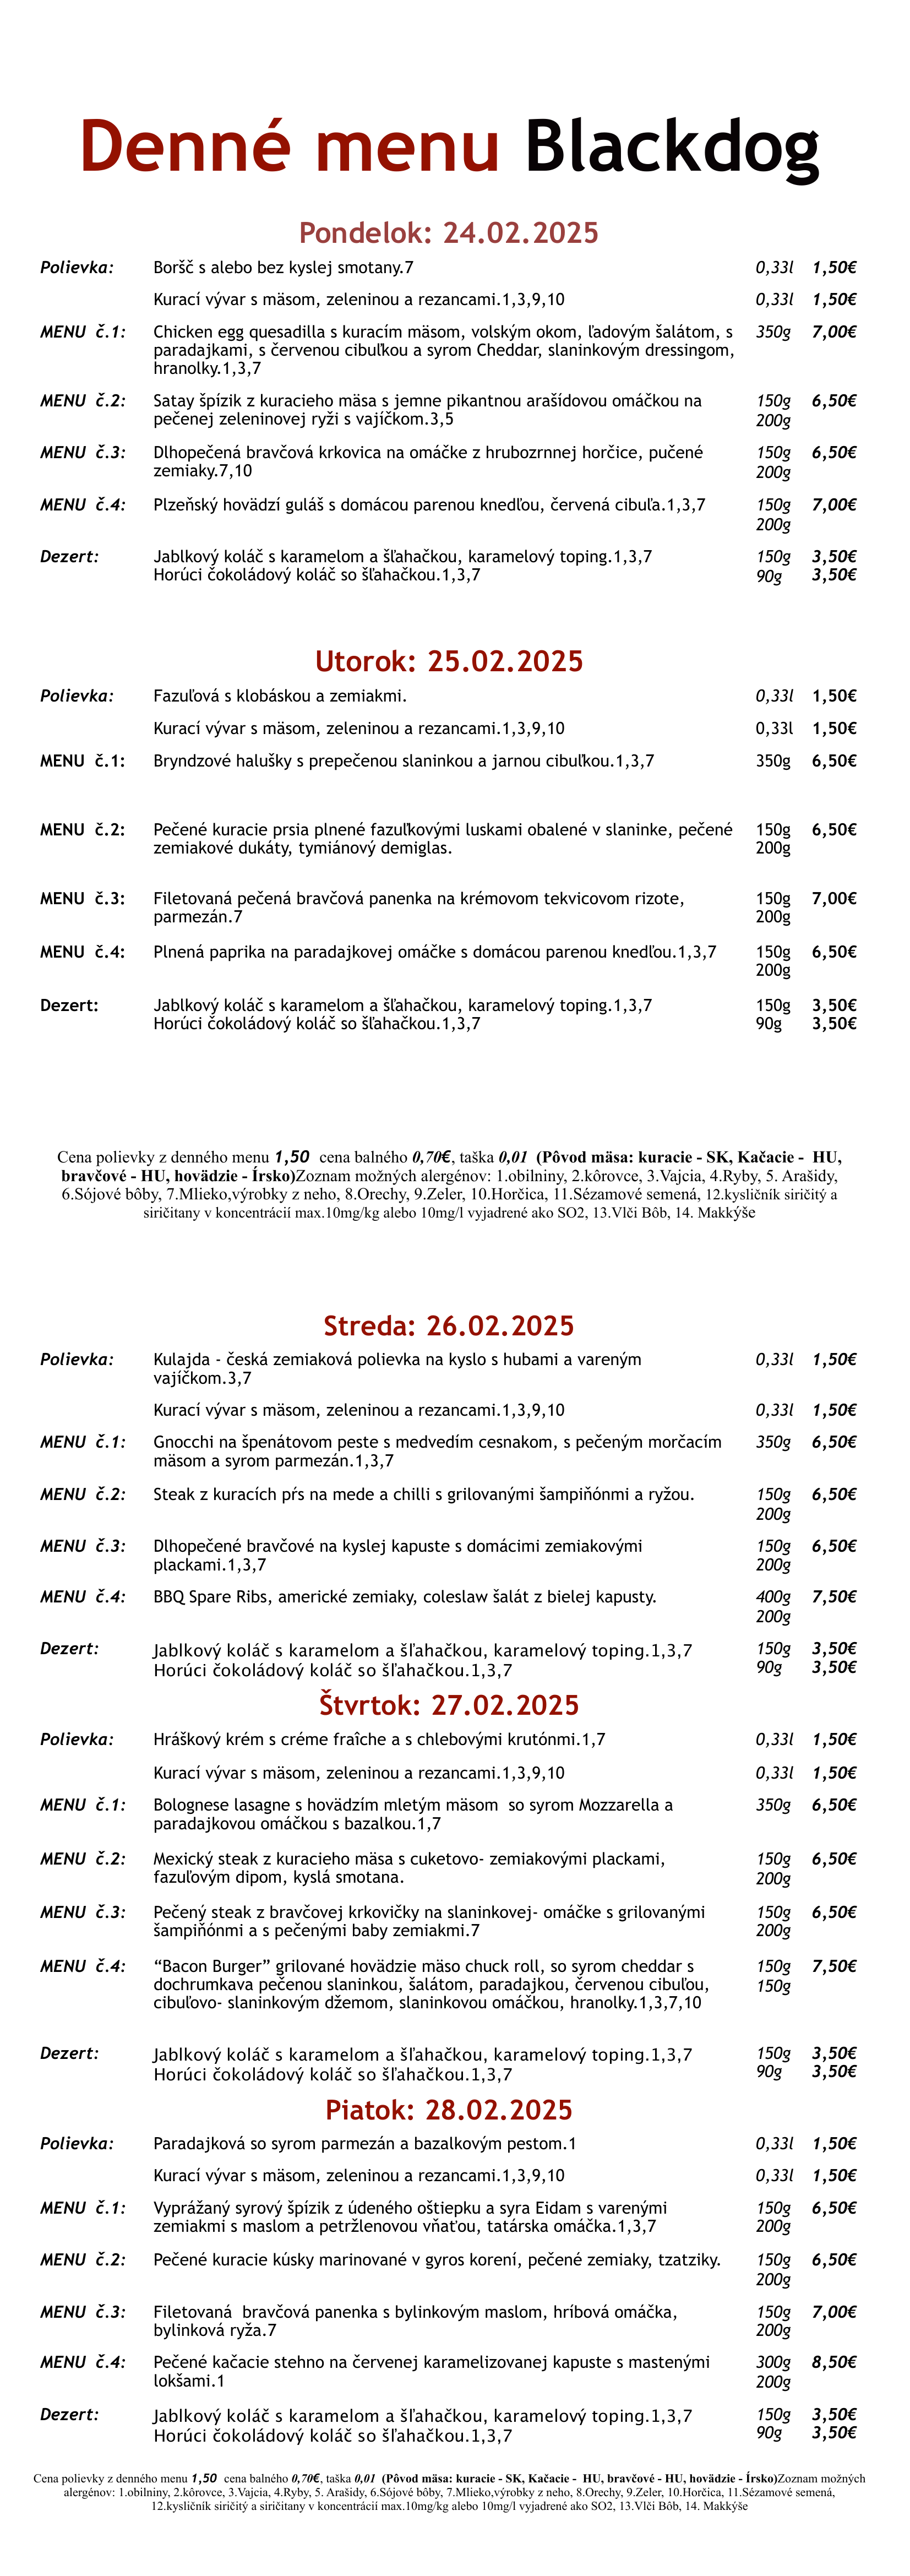 Denné menu Blackdog
Pondelok: 24.02.2025
Polievka: Boršč s alebo bez kyslej smotany.7 0,33l 1,50€
Kurací vývar s mäsom, zeleninou a rezancami.1,3,9,10 0,33l 1,50€
MENU č.1: Chicken egg quesadilla s kuracím mäsom, volským okom, ľadovým šalátom, s 350g 7,00€
paradajkami, s červenou cibuľkou a syrom Cheddar, slaninkovým dressingom,
hranolky.1,3,7
MENU č.2: Satay špízik z kuracieho mäsa s jemne pikantnou arašídovou omáčkou na 150g 6,50€
pečenej zeleninovej ryži s vajíčkom.3,5 200g
MENU č.3: Dlhopečená bravčová krkovica na omáčke z hrubozrnnej horčice, pučené 150g 6,50€
zemiaky.7,10 200g
MENU č.4: Plzeňský hovädzí guláš s domácou parenou knedľou, červená cibuľa.1,3,7 150g 7,00€
200g
Dezert: Jablkový koláč s karamelom a šľahačkou, karamelový toping.1,3,7 150g 3,50€
Horúci čokoládový koláč so šľahačkou.1,3,7 90g 3,50€
Utorok: 25.02.2025
Polievka: Fazuľová s klobáskou a zemiakmi. 0,33l 1,50€
Kurací vývar s mäsom, zeleninou a rezancami.1,3,9,10 0,33l 1,50€
MENU č.1: Bryndzové halušky s prepečenou slaninkou a jarnou cibuľkou.1,3,7 350g 6,50€
MENU č.2: Pečené kuracie prsia plnené fazuľkovými luskami obalené v slaninke, pečené 150g 6,50€
zemiakové dukáty, tymiánový demiglas. 200g
MENU č.3: Filetovaná pečená bravčová panenka na krémovom tekvicovom rizote, 150g 7,00€
parmezán.7 200g
MENU č.4: Plnená paprika na paradajkovej omáčke s domácou parenou knedľou.1,3,7 150g 6,50€
200g
Dezert: Jablkový koláč s karamelom a šľahačkou, karamelový toping.1,3,7 150g 3,50€
Horúci čokoládový koláč so šľahačkou.1,3,7 90g 3,50€
Cena polievky z denného menu 1,50 cena balného 0,70€, taška 0,01 (Pôvod mäsa: kuracie - SK, Kačacie - HU,
bravčové - HU, hovädzie - Írsko)Zoznam možných alergénov: 1.obilniny, 2.kôrovce, 3.Vajcia, 4.Ryby, 5. Arašidy,
6.Sójové bôby, 7.Mlieko,výrobky z neho, 8.Orechy, 9.Zeler, 10.Horčica, 11.Sézamové semená, 12.kysličník siričitý a
siričitany v koncentrácií max.10mg/kg alebo 10mg/l vyjadrené ako SO2, 13.Vlči Bôb, 14. Makkýše
Streda: 26.02.2025
Polievka: Kulajda - česká zemiaková polievka na kyslo s hubami a vareným 0,33l 1,50€
vajíčkom.3,7
Kurací vývar s mäsom, zeleninou a rezancami.1,3,9,10 0,33l 1,50€
MENU č.1: Gnocchi na špenátovom peste s medvedím cesnakom, s pečeným morčacím 350g 6,50€
mäsom a syrom parmezán.1,3,7
MENU č.2: Steak z kuracích pŕs na mede a chilli s grilovanými šampiňónmi a ryžou. 150g 6,50€
200g
MENU č.3: Dlhopečené bravčové na kyslej kapuste s domácimi zemiakovými 150g 6,50€
plackami.1,3,7 200g
MENU č.4: BBQ Spare Ribs, americké zemiaky, coleslaw šalát z bielej kapusty. 400g 7,50€
200g
Dezert: Jablkový koláč s karamelom a šľahačkou, karamelový toping.1,3,7 150g 3,50€
Horúci čokoládový koláč so šľahačkou.1,3,7 90g 3,50€
Štvrtok: 27.02.2025
Polievka: Hráškový krém s créme fraîche a s chlebovými krutónmi.1,7 0,33l 1,50€
Kurací vývar s mäsom, zeleninou a rezancami.1,3,9,10 0,33l 1,50€
MENU č.1: Bolognese lasagne s hovädzím mletým mäsom so syrom Mozzarella a 350g 6,50€
paradajkovou omáčkou s bazalkou.1,7
MENU č.2: Mexický steak z kuracieho mäsa s cuketovo- zemiakovými plackami, 150g 6,50€
fazuľovým dipom, kyslá smotana. 200g
MENU č.3: Pečený steak z bravčovej krkovičky na slaninkovej- omáčke s grilovanými 150g 6,50€
šampiňónmi a s pečenými baby zemiakmi.7 200g
MENU č.4: “Bacon Burger” grilované hovädzie mäso chuck roll, so syrom cheddar s 150g 7,50€
dochrumkava pečenou slaninkou, šalátom, paradajkou, červenou cibuľou, 150g
cibuľovo- slaninkovým džemom, slaninkovou omáčkou, hranolky.1,3,7,10
Dezert: Jablkový koláč s karamelom a šľahačkou, karamelový toping.1,3,7 150g 3,50€
Horúci čokoládový koláč so šľahačkou.1,3,7 90g 3,50€
Piatok: 28.02.2025
Polievka: Paradajková so syrom parmezán a bazalkovým pestom.1 0,33l 1,50€
Kurací vývar s mäsom, zeleninou a rezancami.1,3,9,10 0,33l 1,50€
MENU č.1: Vyprážaný syrový špízik z údeného oštiepku a syra Eidam s varenými 150g 6,50€
zemiakmi s maslom a petržlenovou vňaťou, tatárska omáčka.1,3,7 200g
MENU č.2: Pečené kuracie kúsky marinované v gyros korení, pečené zemiaky, tzatziky. 150g 6,50€
200g
MENU č.3: Filetovaná bravčová panenka s bylinkovým maslom, hríbová omáčka, 150g 7,00€
bylinková ryža.7 200g
MENU č.4: Pečené kačacie stehno na červenej karamelizovanej kapuste s mastenými 300g 8,50€
lokšami.1 200g
Dezert: Jablkový koláč s karamelom a šľahačkou, karamelový toping.1,3,7 150g 3,50€
Horúci čokoládový koláč so šľahačkou.1,3,7 90g 3,50€
Cena polievky z denného menu 1,50 cena balného 0,70€, taška 0,01 (Pôvod mäsa: kuracie - SK, Kačacie - HU, bravčové - HU, hovädzie - Írsko)Zoznam možných
alergénov: 1.obilniny, 2.kôrovce, 3.Vajcia, 4.Ryby, 5. Arašidy, 6.Sójové bôby, 7.Mlieko,výrobky z neho, 8.Orechy, 9.Zeler, 10.Horčica, 11.Sézamové semená,
12.kysličník siričitý a siričitany v koncentrácií max.10mg/kg alebo 10mg/l vyjadrené ako SO2, 13.Vlči Bôb, 14. Makkýše